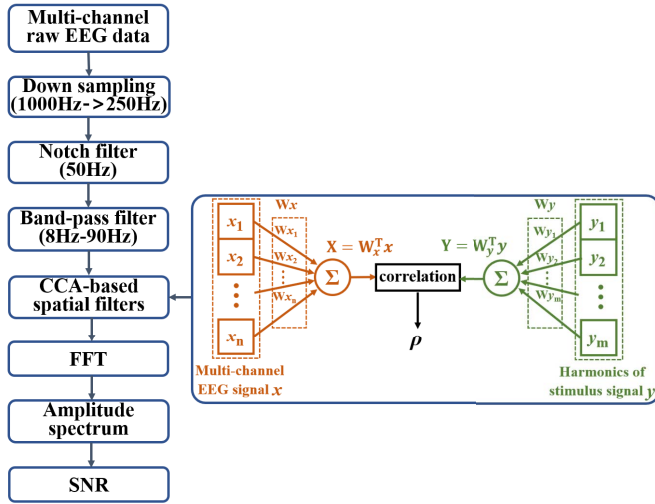 Multi-channel
raw EEG data
Down sampling
(1000Hz->250Hz)
Notch filter
(50Hz)
Band-pass filter
(8Hz-90Hz)
CCA-based
spatial filters
FFT
Amplitude
spectrum
SNR
Wx
x₁
x₂
xₙ
Wx₁
Wx₂
Wxₙ
Σ
X = Wₓᵀx
Multi-channel
EEG signal x
correlation
ρ
Y = W_yᵀy
Σ
Wy
Wy₁
Wy₂
Wyₘ
y₁
y₂
yₘ
Harmonics of
stimulus signal y